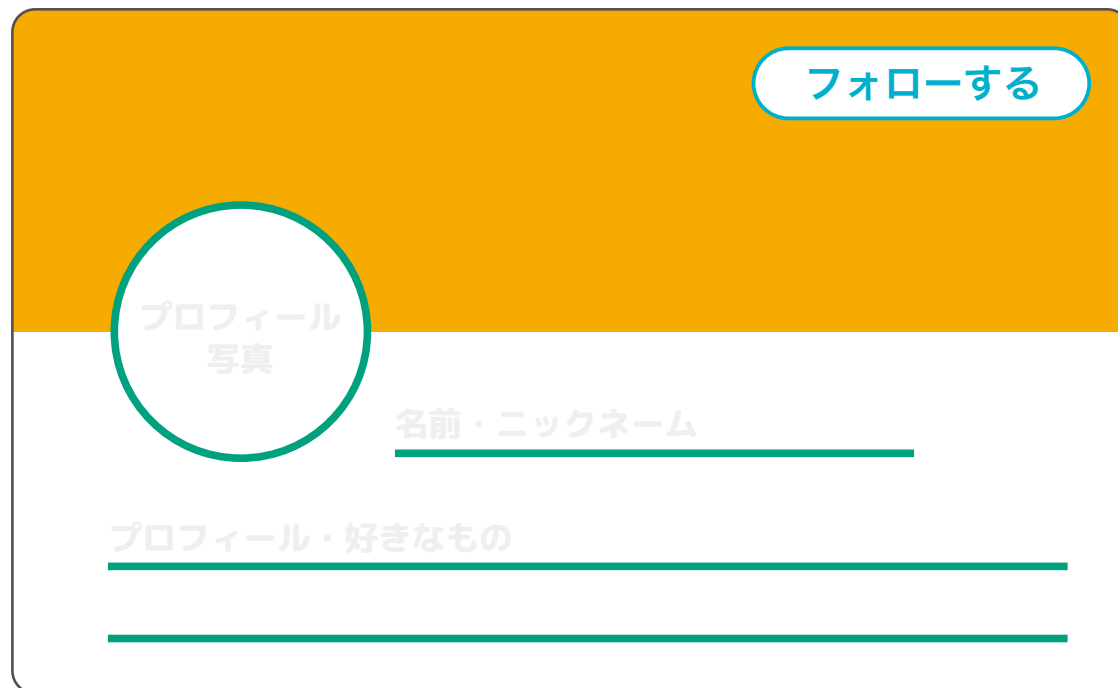 フォローする
プロフィール
写真
名前・ニックネーム
プロフィール・好きなもの